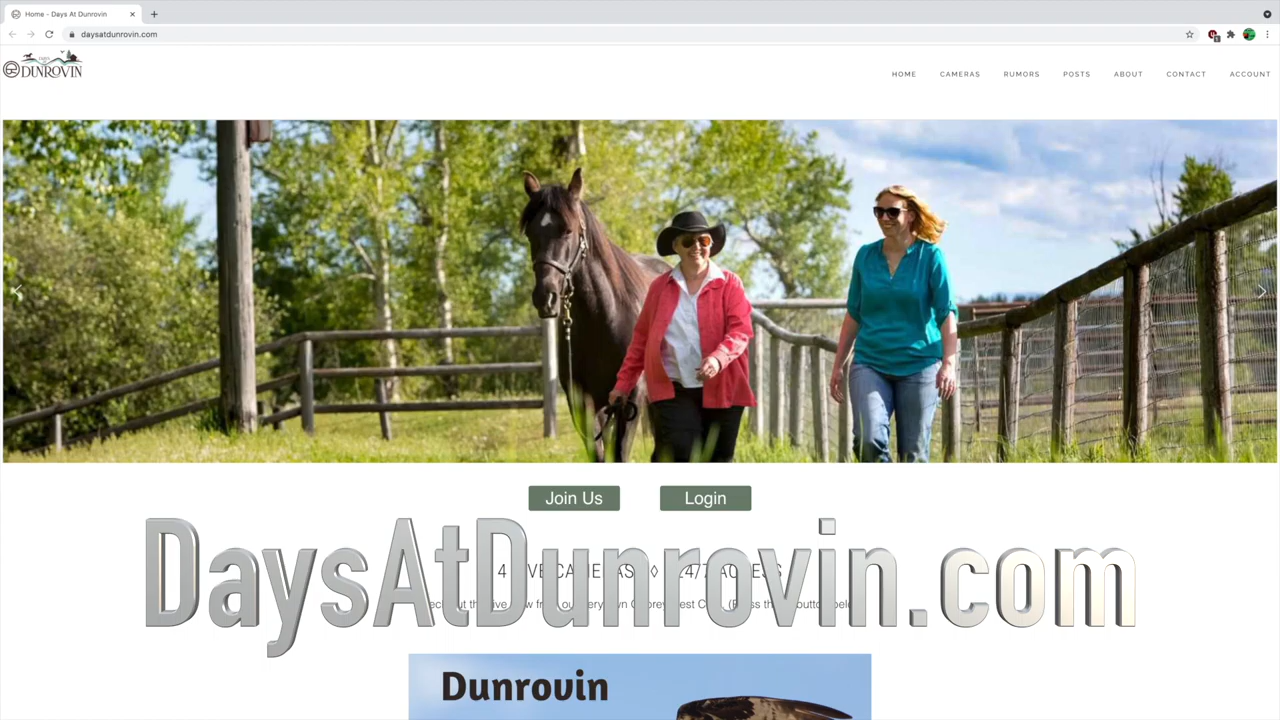 Home - Days At Dunrovin
daysatdunrovin.com
DAYS
DUNROVIN
HOME CAMERAS RUMORS POSTS ABOUT CONTACT ACCOUNT
Join Us Login
DaysAtDunrovin.com
Dunrovin